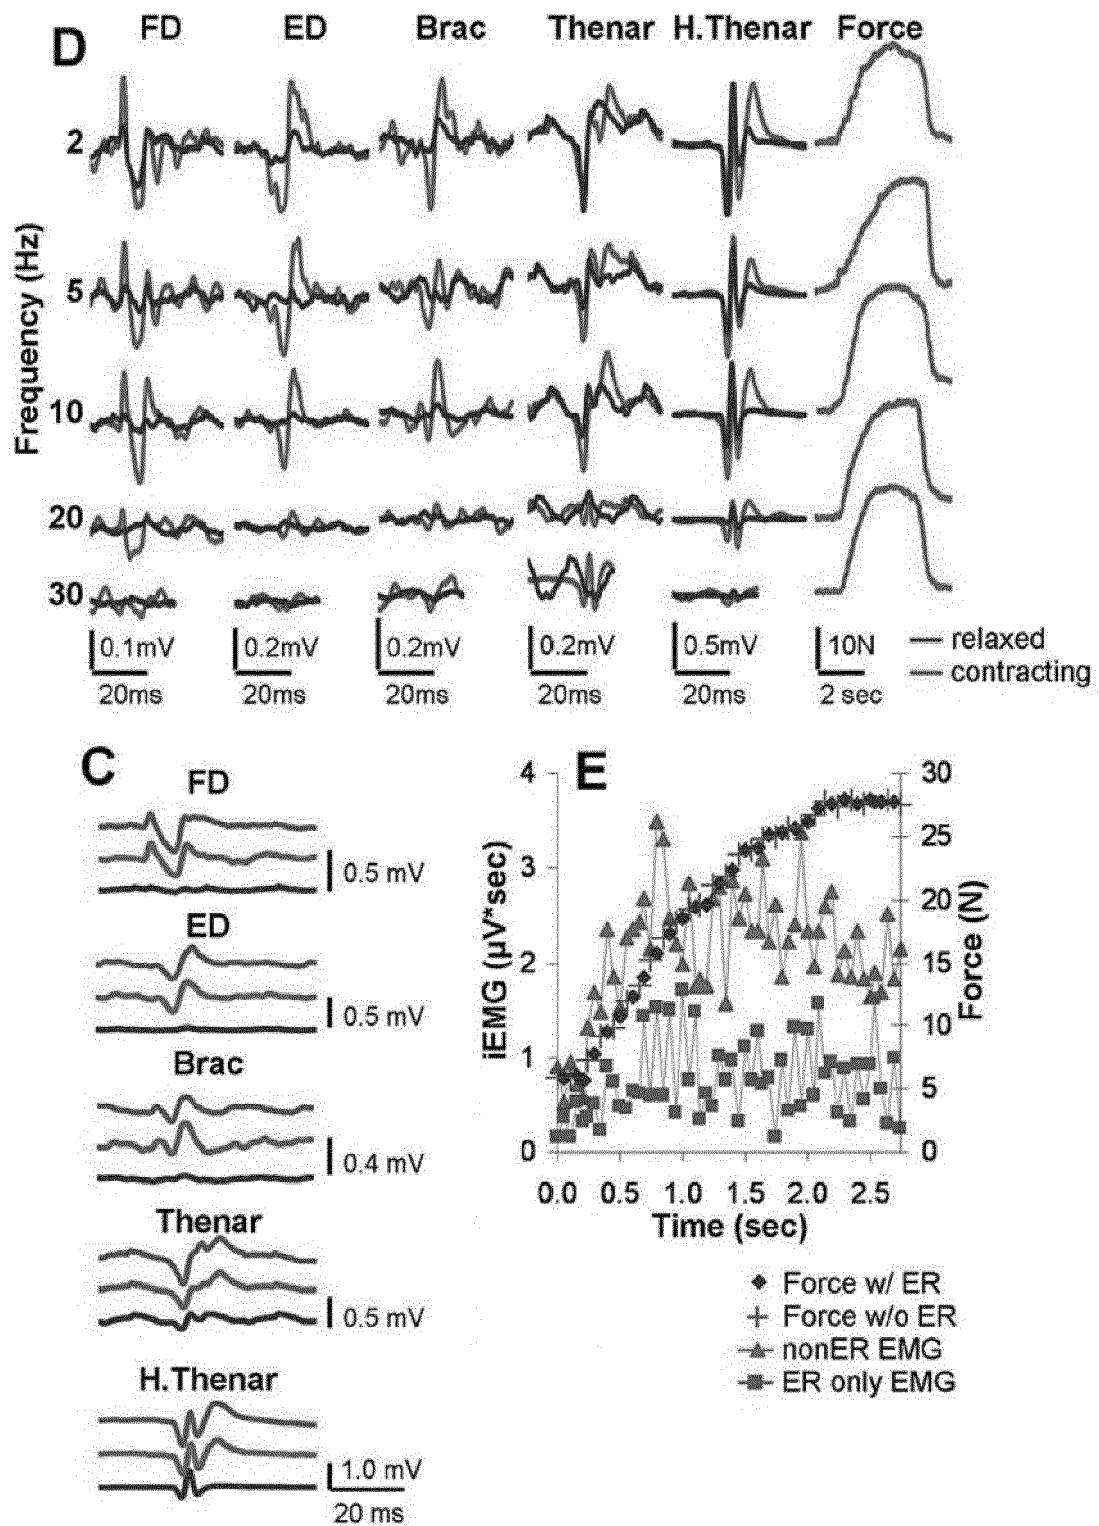 D
FD ED Brac Thenar H.Thenar Force
Frequency (Hz)
2
5
10
20
30
0.1mV 0.2mV 0.2mV 0.2mV 0.5mV 10N
20ms 20ms 20ms 20ms 20ms 2 sec
relaxed
contracting
C
FD
0.5 mV
ED
0.5 mV
Brac
0.4 mV
Thenar
0.5 mV
H.Thenar
1.0 mV
20 ms
E
iEMG (µV*sec)
4
3
2
1
0
30
25
20
15
10
5
0
Force (N)
0.0 0.5 1.0 1.5 2.0 2.5
Time (sec)
Force w/ ER
Force w/o ER
nonER EMG
ER only EMG